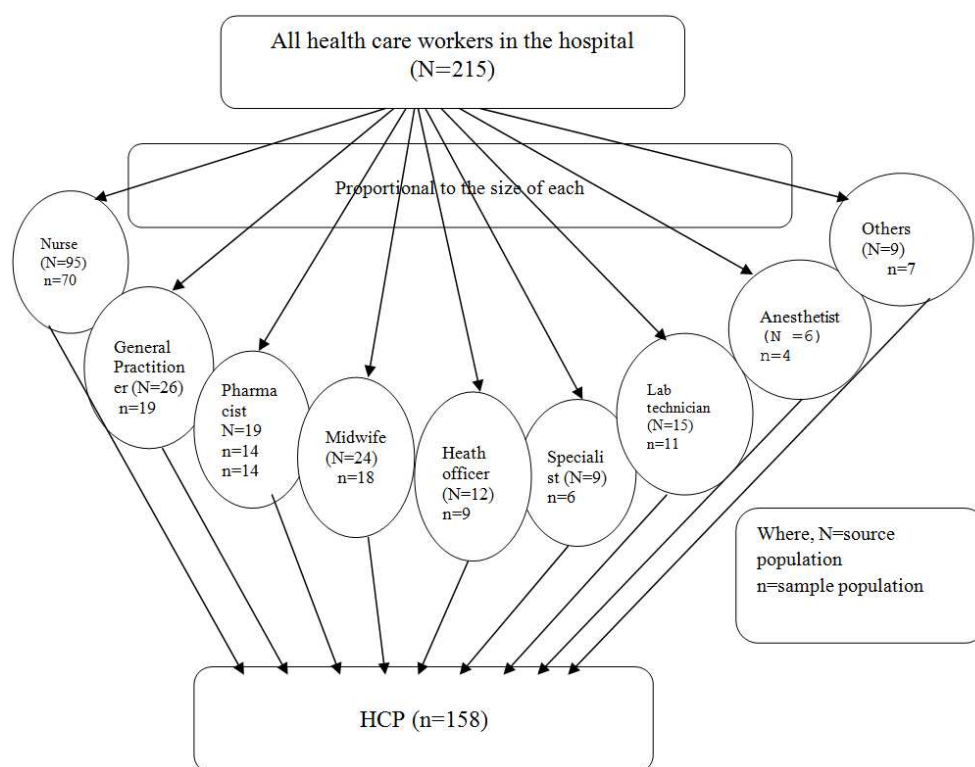 All health care workers in the hospital
(N=215)
Proportional to the size of each
Nurse
(N=95)
n=70
General
Practition
er (N=26)
n=19
Pharma
cist
N=19
n=14
n=14
Midwife
(N=24)
n=18
Heath
officer
(N=12)
n=9
Speciali
st (N=9)
n=6
Lab
technician
(N=15)
n=11
Anesthetist
(N =6)
n=4
Others
(N=9)
n=7
Where, N=source
population
n=sample population
HCP (n=158)